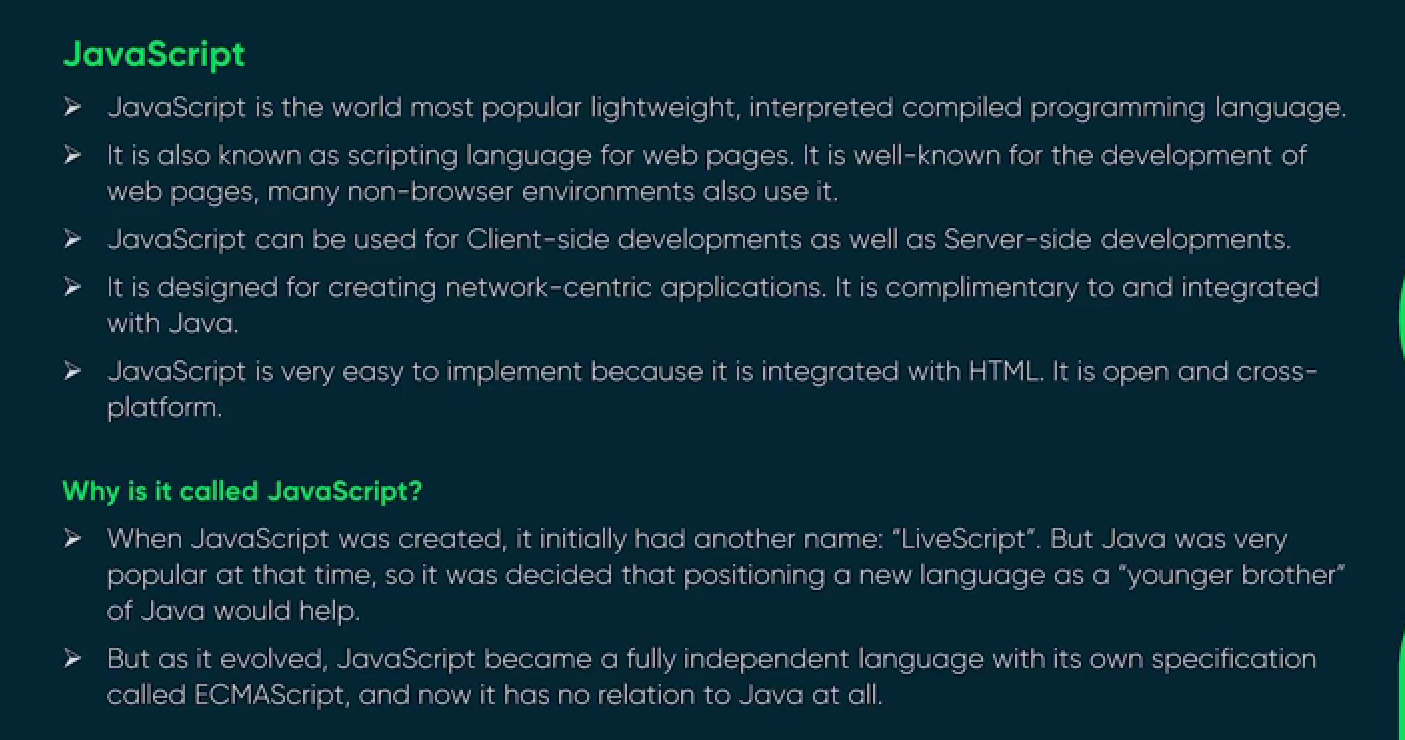 JavaScript
➢ JavaScript is the world most popular lightweight, interpreted compiled programming language.
➢ It is also known as scripting language for web pages. It is well-known for the development of
web pages, many non-browser environments also use it.
➢ JavaScript can be used for Client-side developments as well as Server-side developments.
➢ It is designed for creating network-centric applications. It is complimentary to and integrated
with Java.
➢ JavaScript is very easy to implement because it is integrated with HTML. It is open and cross-
platform.
Why is it called JavaScript?
➢ When JavaScript was created, it initially had another name: “LiveScript”. But Java was very
popular at that time, so it was decided that positioning a new language as a “younger brother”
of Java would help.
➢ But as it evolved, JavaScript became a fully independent language with its own specification
called ECMAScript, and now it has no relation to Java at all.